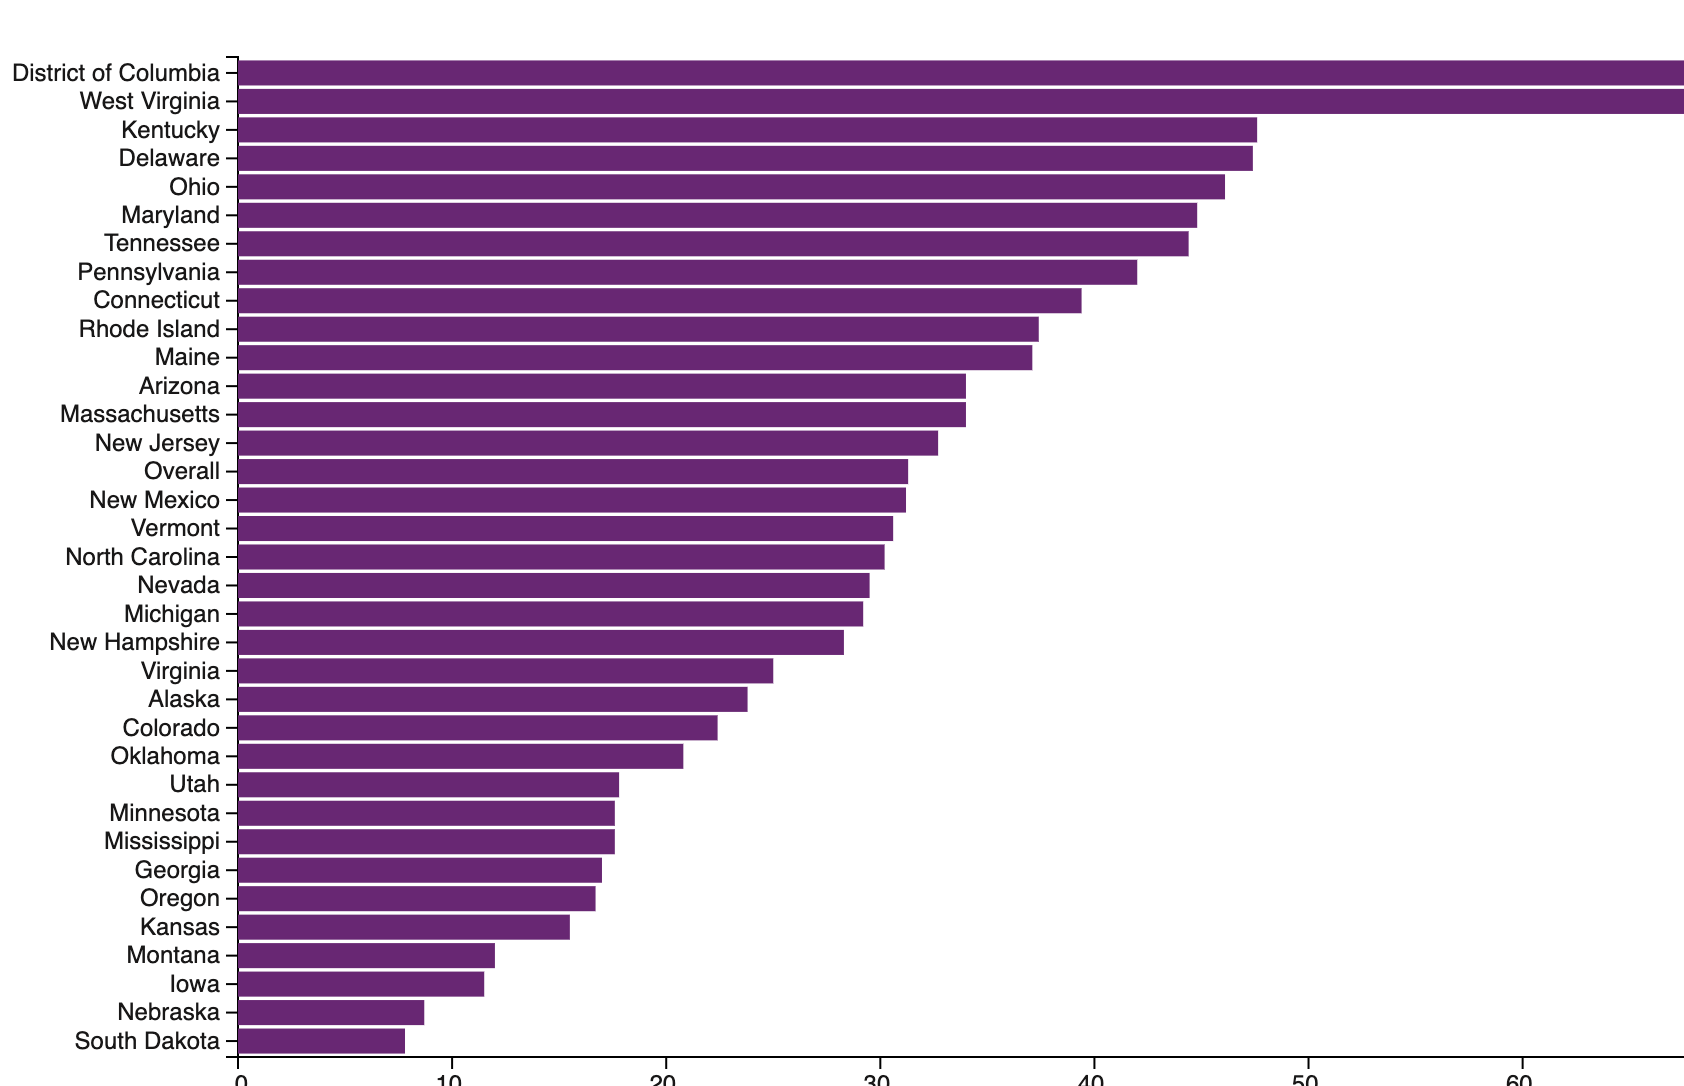 District of Columbia
West Virginia
Kentucky
Delaware
Ohio
Maryland
Tennessee
Pennsylvania
Connecticut
Rhode Island
Maine
Arizona
Massachusetts
New Jersey
Overall
New Mexico
Vermont
North Carolina
Nevada
Michigan
New Hampshire
Virginia
Alaska
Colorado
Oklahoma
Utah
Minnesota
Mississippi
Georgia
Oregon
Kansas
Montana
Iowa
Nebraska
South Dakota
0 10 20 30 40 50 60